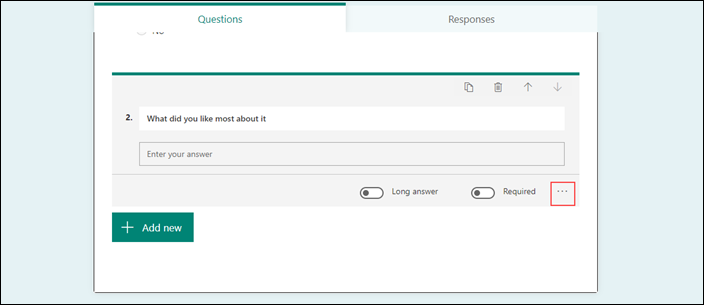 Questions
Responses
No
2. What did you like most about it
Enter your answer
Long answer
Required
Add new